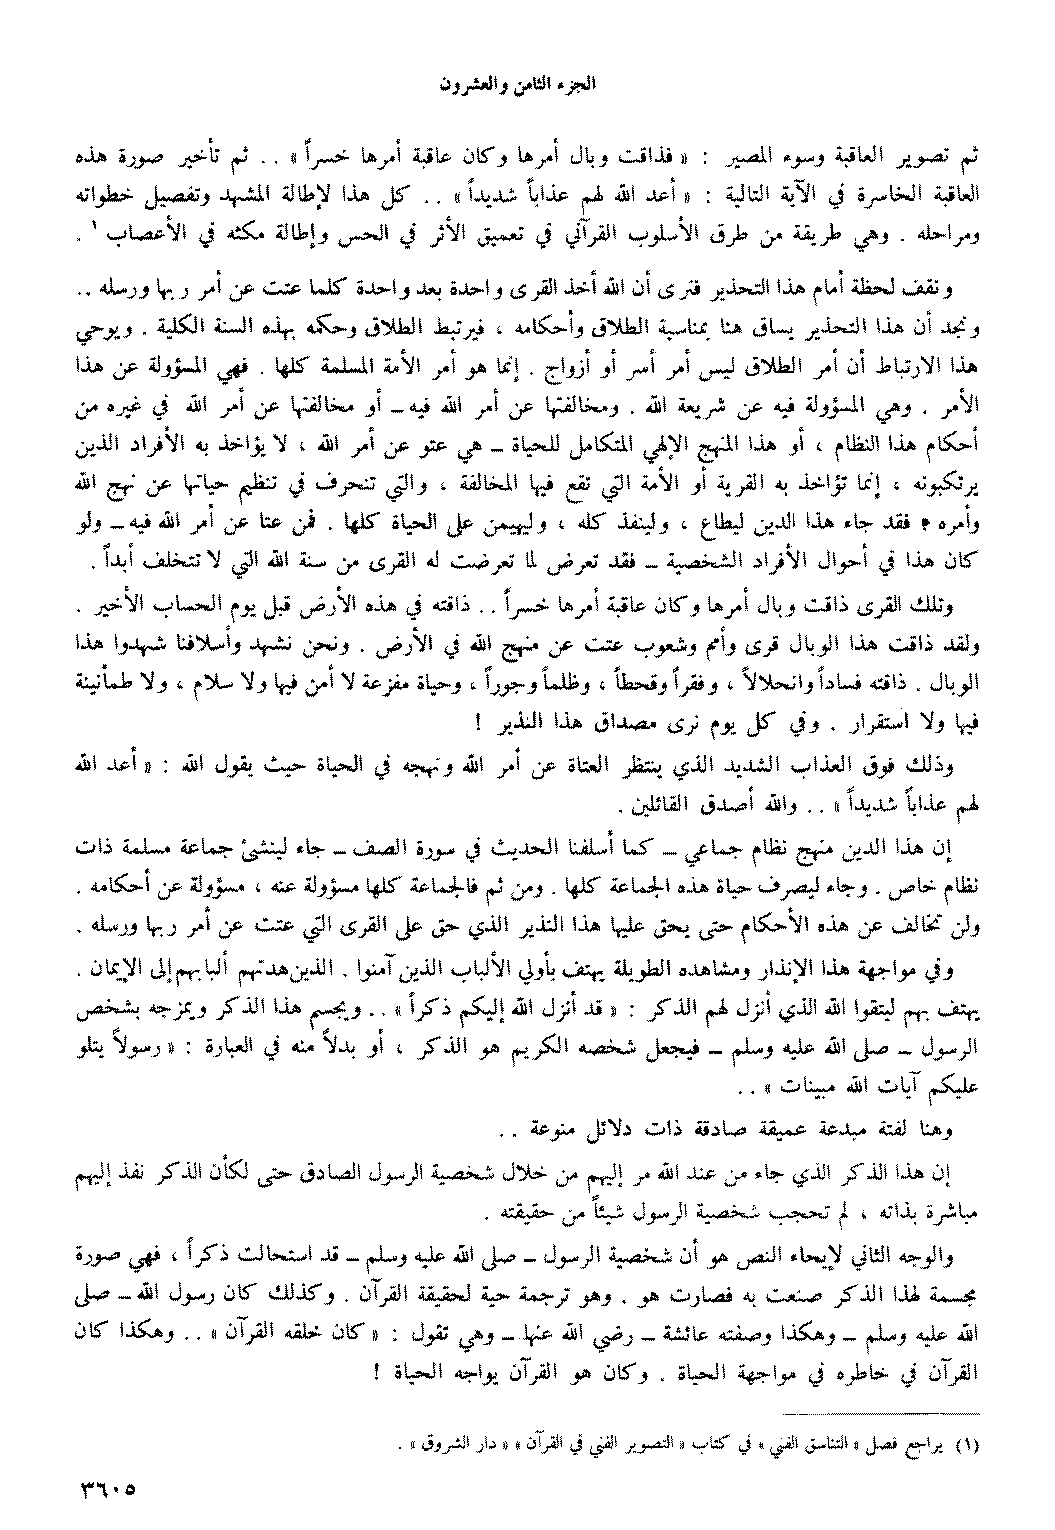 الجزء الثامن والعشرون
ثم تصوير العاقبة وسوء المصير : « فذاقت وبال أمرها وكان عاقبة أمرها خسراً » .. ثم تأخير صورة هذه
العاقبة الخاسرة في الآية التالية : « أعد الله لهم عذاباً شديداً » .. كل هذا لإطالة المشهد وتفصيل خطواته
ومراحله . وهي طريقة من طرق الأسلوب القرآني في تعميق الأثر في الحس وإطالة مكثه في الأعصاب ١ .
ونقف لحظة أمام هذا التحذير فنرى أن الله أخذ القرى واحدة بعد واحدة كلما عتت عن أمر ربها ورسله ..
ونجد أن هذا التحذير يساق هنا بمناسبة الطلاق وأحكامه ، فيرتبط الطلاق وحكمه بهذه السنة الكلية . ويوحي
هذا الارتباط أن أمر الطلاق ليس أمر أسر أو أزواج . إنما هو أمر الأمة المسلمة كلها . فهي المسؤولة عن هذا
الأمر . وهي المسؤولة فيه عن شريعة الله . ومخالفتها عن أمر الله فيه – أو مخالفتها عن أمر الله في غيره من
أحكام هذا النظام ، أو هذا المنهج الإلهي المتكامل للحياة – هي عتو عن أمر الله ، لا يؤاخذ به الأفراد الذين
يرتكبونه ، إنما تؤاخذ به القرية أو الأمة التي تقع فيها المخالفة ، والتي تنحرف في تنظيم حياتها عن نهج الله
وأمره . فقد جاء هذا الدين ليطاع ، ولينفذ كله ، وليهيمن على الحياة كلها . فمن عتا عن أمر الله فيه – ولو
كان هذا في أحوال الأفراد الشخصية – فقد تعرض لما تعرضت له القرى من سنة الله التي لا تتخلف أبداً .
وتلك القرى ذاقت وبال أمرها وكان عاقبة أمرها خسراً .. ذاقته في هذه الأرض قبل يوم الحساب الأخير .
ولقد ذاقت هذا الوبال قرى وأمم وشعوب عتت عن منهج الله في الأرض . ونحن نشهد وأسلافنا شهدوا هذا
الوبال . ذاقته فساداً وانحلالاً ، وفقراً وقحطاً ، وظلماً وجوراً ، وحياة مفزعة لا أمن فيها ولا سلام ، ولا طمأنينة
فيها ولا استقرار . وفي كل يوم نرى مصداق هذا النذير !
وذلك فوق العذاب الشديد الذي ينتظر العتاة عن أمر الله ونهجه في الحياة حيث يقول الله : « أعد الله
لهم عذاباً شديداً » .. والله أصدق القائلين .
إن هذا الدين منهج نظام جماعي – كما أسلفنا الحديث في سورة الصف – جاء لينشئ جماعة مسلمة ذات
نظام خاص . وجاء ليصرف حياة هذه الجماعة كلها . ومن ثم فالجماعة كلها مسؤولة عنه ، مسؤولة عن أحكامه .
ولن تخالف عن هذه الأحكام حتى يحق عليها هذا النذير الذي حق على القرى التي عتت عن أمر ربها ورسله .
وفي مواجهة هذا الإنذار ومشاهده الطويلة يهتف بأولي الألباب الذين آمنوا . الذين هدتهم ألبابهم إلى الإيمان .
يهتف بهم ليتقوا الله الذي أنزل لهم الذكر : « قد أنزل الله إليكم ذكراً » .. ويجسم هذا الذكر ويمزجه بشخص
الرسول – صلى الله عليه وسلم – فيجعل شخصه الكريم هو الذكر ، أو بدلاً منه في العبارة : « رسولاً يتلو
عليكم آيات الله مبينات » ..
وهنا لفتة مبدعة عميقة صادقة ذات دلائل منوعة ..
إن هذا الذكر الذي جاء من عند الله مر إليهم من خلال شخصية الرسول الصادق حتى لكأن الذكر نفذ إليهم
مباشرة بذاته ، لم تحجب شخصية الرسول شيئاً من حقيقته .
والوجه الثاني لإيحاء النص هو أن شخصية الرسول – صلى الله عليه وسلم – قد استحالت ذكراً ، فهي صورة
مجسمة لهذا الذكر صنعت به فصارت هو . وهو ترجمة حية لحقيقة القرآن . وكذلك كان رسول الله – صلى
الله عليه وسلم – وهكذا وصفته عائشة – رضي الله عنها – وهي تقول : « كان خلقه القرآن » .. وهكذا كان
القرآن في خاطره في مواجهة الحياة . وكان هو القرآن يواجه الحياة !
(١) يراجع فصل « التناسق الفني » في كتاب « التصوير الفني في القرآن » « دار الشروق » .
٣٦٠٥